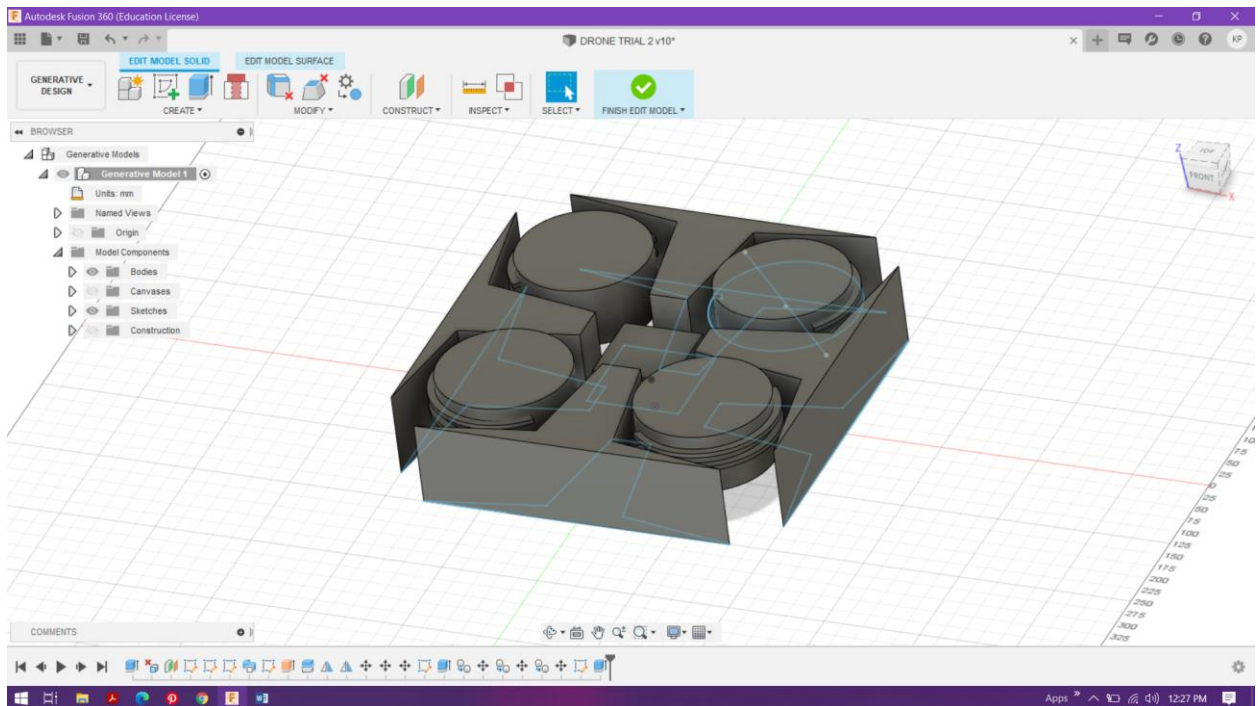 Autodesk Fusion 360 (Education License)
DRONE TRIAL 2 v10*
KP
EDIT MODEL SOLID EDIT MODEL SURFACE
GENERATIVE DESIGN
CREATE MODIFY CONSTRUCT INSPECT SELECT FINISH EDIT MODEL
BROWSER
Generative Models
Generative Model 1
Units: mm
Named Views
Origin
Model Components
Bodies
Canvases
Sketches
Construction
Z
TOP
FRONT
X
75
50
25
0
25
50
75
100
125
150
175
200
225
250
275
300
325
COMMENTS
Apps 12:27 PM